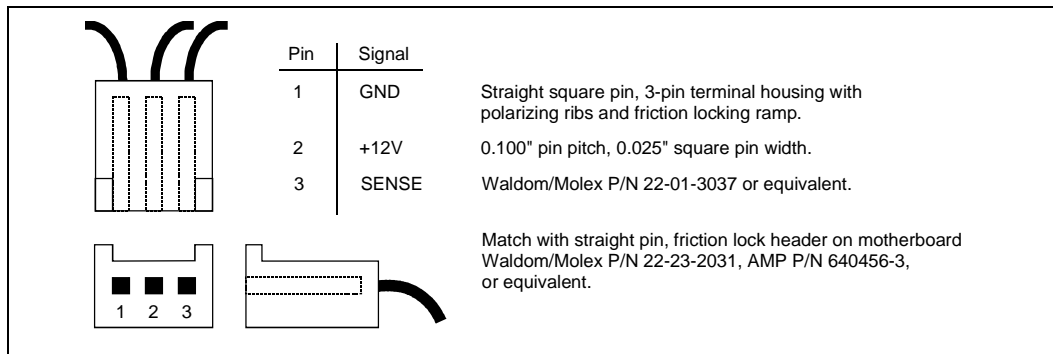 Pin Signal
1 GND Straight square pin, 3-pin terminal housing with
polarizing ribs and friction locking ramp.
2 +12V 0.100" pin pitch, 0.025" square pin width.
3 SENSE Waldom/Molex P/N 22-01-3037 or equivalent.
Match with straight pin, friction lock header on motherboard
Waldom/Molex P/N 22-23-2031, AMP P/N 640456-3,
or equivalent.
1 2 3